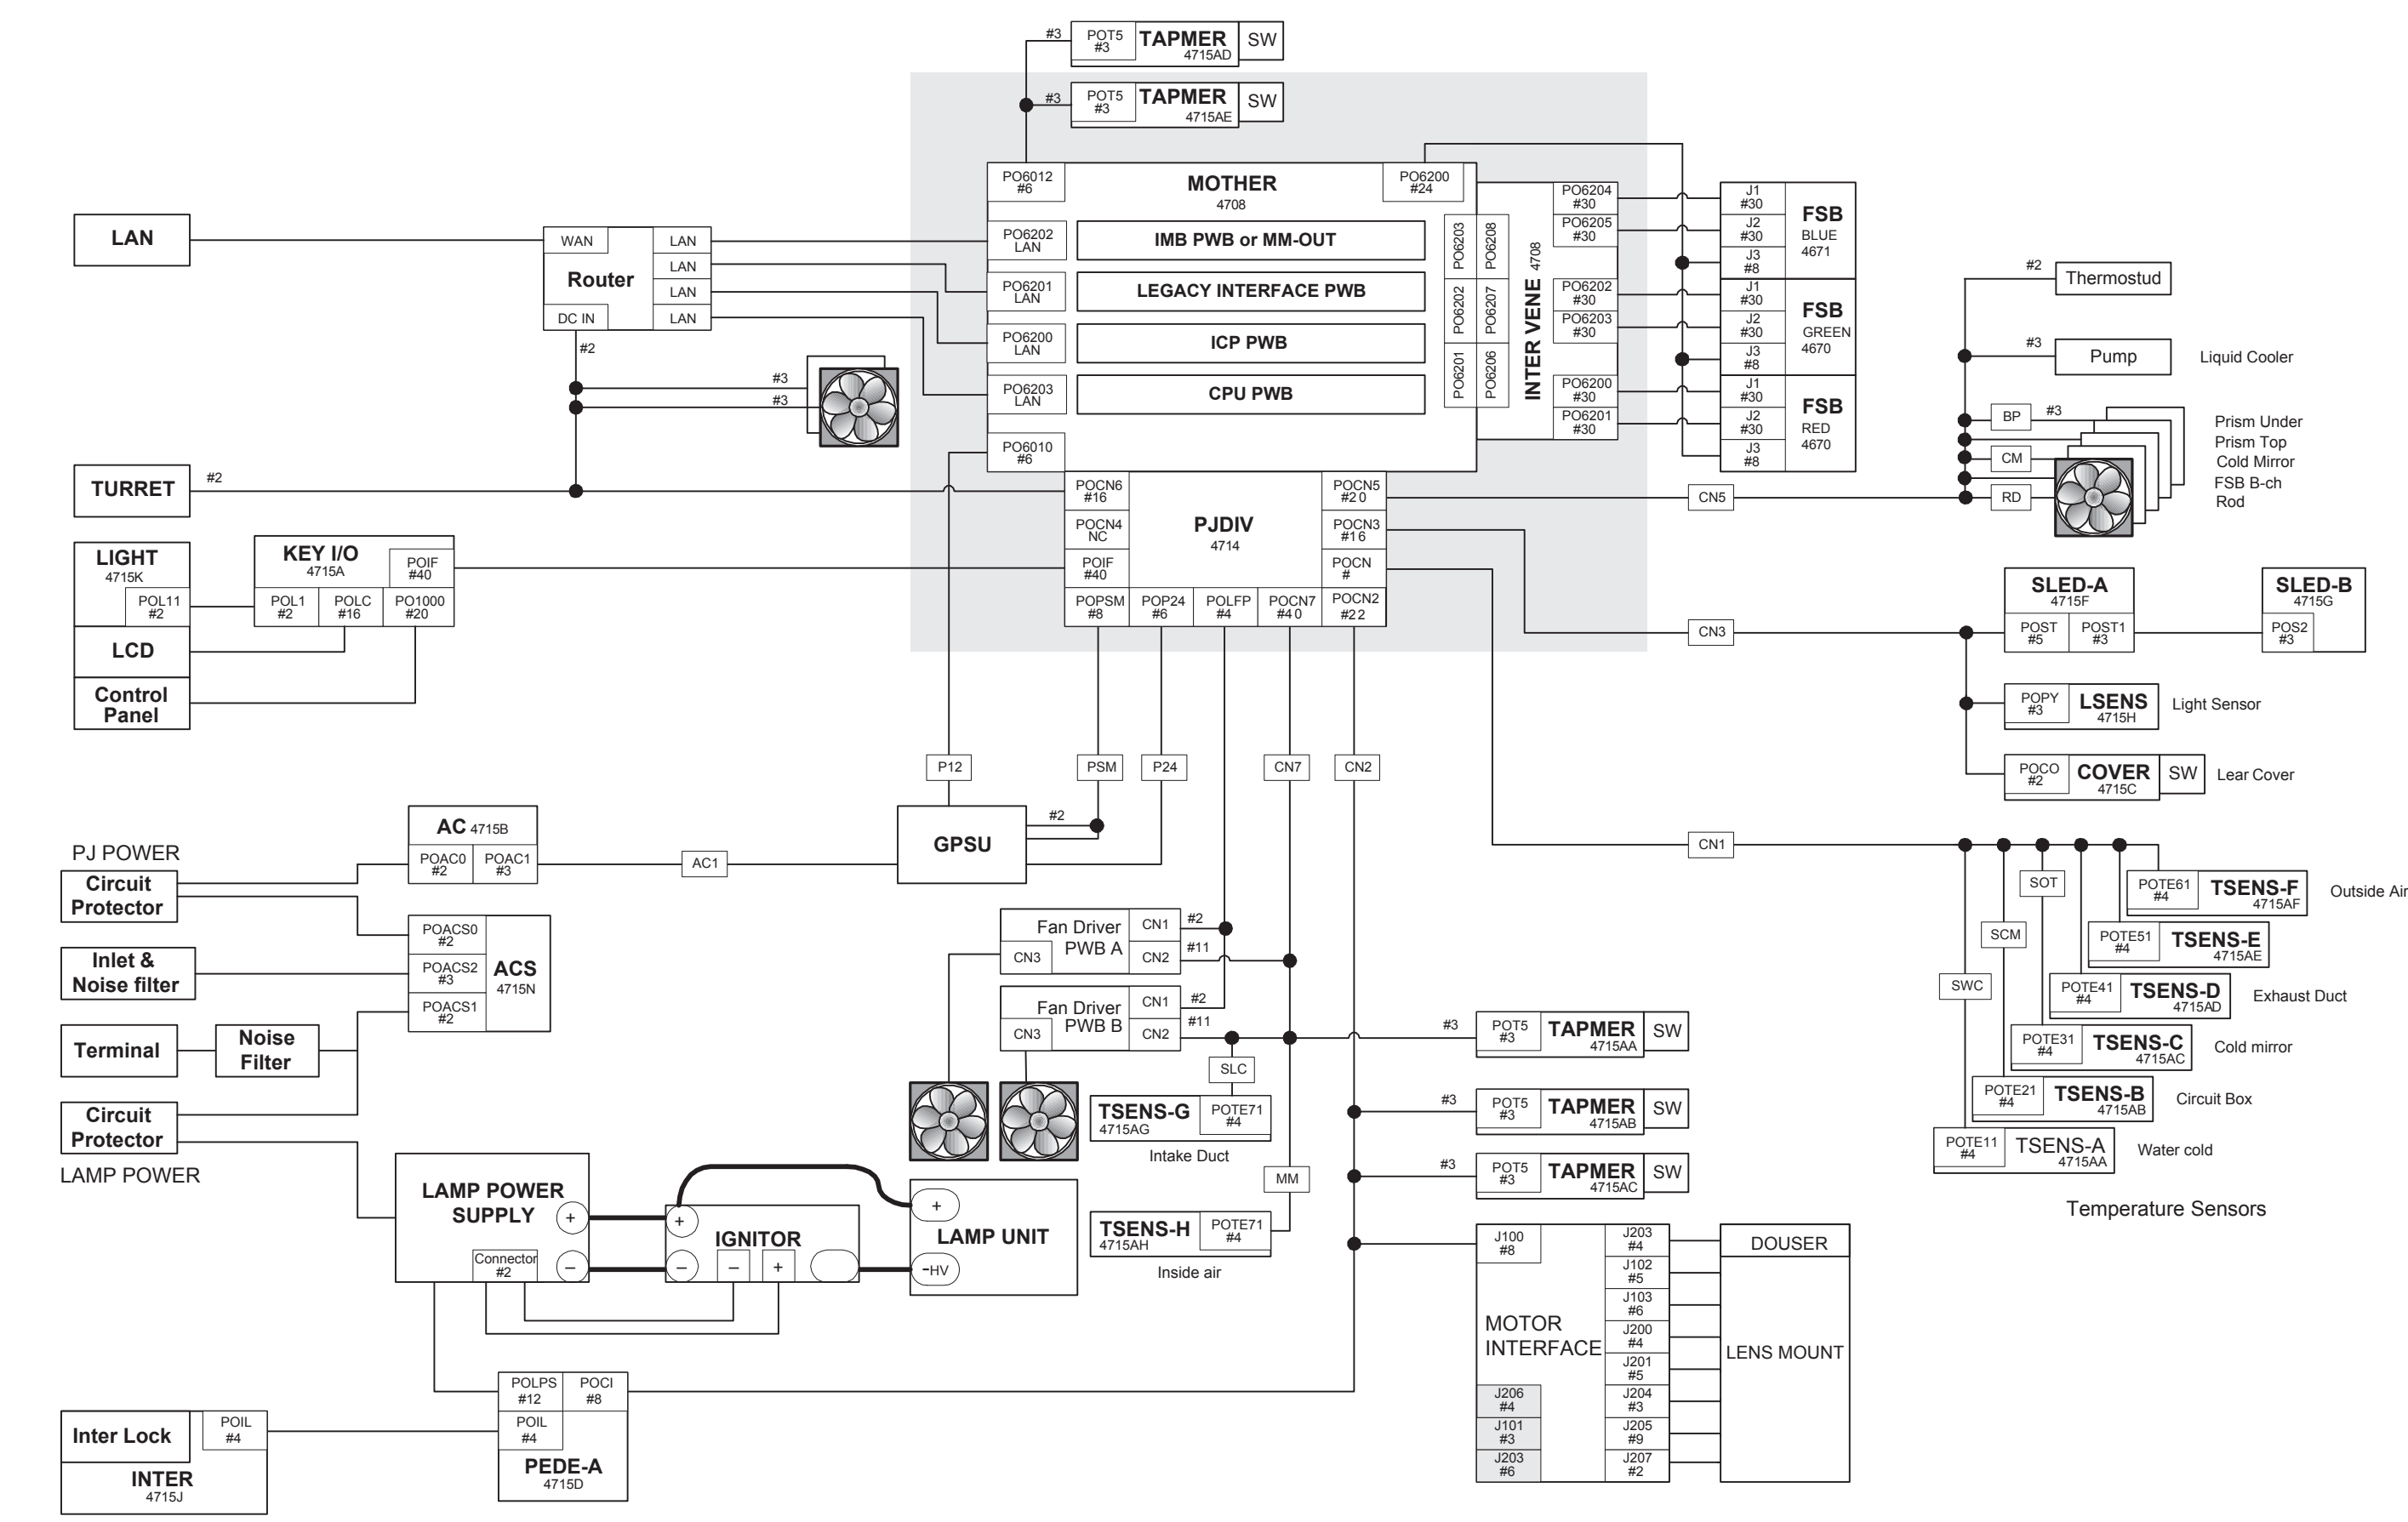 #3
POT5
#3
TAPMER
4715AD
SW
#3
POT5
#3
TAPMER
4715AE
SW
PO6012
#6
MOTHER
4708
PO6200
#24
PO6202
LAN
IMB PWB or MM-OUT
PO6201
LAN
LEGACY INTERFACE PWB
PO6200
LAN
ICP PWB
PO6203
LAN
CPU PWB
PO6010
#6
PO6203
PO6208
PO6202
PO6207
PO6201
PO6206
INTER VENE 4708
PO6204
#30
PO6205
#30
PO6202
#30
PO6203
#30
PO6200
#30
PO6201
#30
J1
#30
J2
#30
J3
#8
FSB
BLUE
4671
J1
#30
J2
#30
J3
#8
FSB
GREEN
4670
J1
#30
J2
#30
J3
#8
FSB
RED
4670
LAN
WAN
LAN
LAN
LAN
LAN
Router
DC IN
#2
#3
#3
TURRET
#2
LIGHT
4715K
POL11
#2
LCD
Control
Panel
KEY I/O
4715A
POIF
#40
POL1
#2
POLC
#16
PO1000
#20
POCN6
#16
POCN4
NC
POIF
#40
PJDIV
4714
POCN5
#20
POCN3
#16
POCN
#
POPSM
#8
POP24
#6
POLFP
#4
POCN7
#40
POCN2
#22
#2
Thermostud
#3
Pump
Liquid Cooler
BP
#3
CM
CN5
RD
Prism Under
Prism Top
Cold Mirror
FSB B-ch
Rod
CN3
SLED-A
4715F
POST
#5
POST1
#3
SLED-B
4715G
POS2
#3
POPY
#3
LSENS
4715H
Light Sensor
POCO
#2
COVER
4715C
SW
Lear Cover
P12
PSM
P24
CN7
CN2
AC 4715B
POAC0
#2
POAC1
#3
AC1
GPSU
#2
CN1
PJ POWER
Circuit
Protector
POACS0
#2
POACS2
#3
POACS1
#2
ACS
4715N
Inlet &
Noise filter
Terminal
Noise
Filter
Circuit
Protector
LAMP POWER
Fan Driver
PWB A
CN1
CN3
CN2
#2
#11
Fan Driver
PWB B
CN1
CN3
CN2
#2
#11
SLC
TSENS-G
4715AG
POTE71
#4
Intake Duct
MM
TSENS-H
4715AH
POTE71
#4
Inside air
#3
POT5
#3
TAPMER
4715AA
SW
#3
POT5
#3
TAPMER
4715AB
SW
#3
POT5
#3
TAPMER
4715AC
SW
SOT
SCM
SWC
POTE61
#4
TSENS-F
4715AF
Outside Air
POTE51
#4
TSENS-E
4715AE
POTE41
#4
TSENS-D
4715AD
Exhaust Duct
POTE31
#4
TSENS-C
4715AC
Cold mirror
POTE21
#4
TSENS-B
4715AB
Circuit Box
POTE11
#4
TSENS-A
4715AA
Water cold
Temperature Sensors
LAMP POWER
SUPPLY
+
Connector
#2
−
+
IGNITOR
−
−
+
+
LAMP UNIT
-HV
J100
#8
MOTOR
INTERFACE
J206
#4
J101
#3
J203
#6
J203
#4
J102
#5
J103
#6
J200
#4
J201
#5
J204
#3
J205
#9
J207
#2
DOUSER
LENS MOUNT
POLPS
#12
POCI
#8
POIL
#4
PEDE-A
4715D
Inter Lock
POIL
#4
INTER
4715J